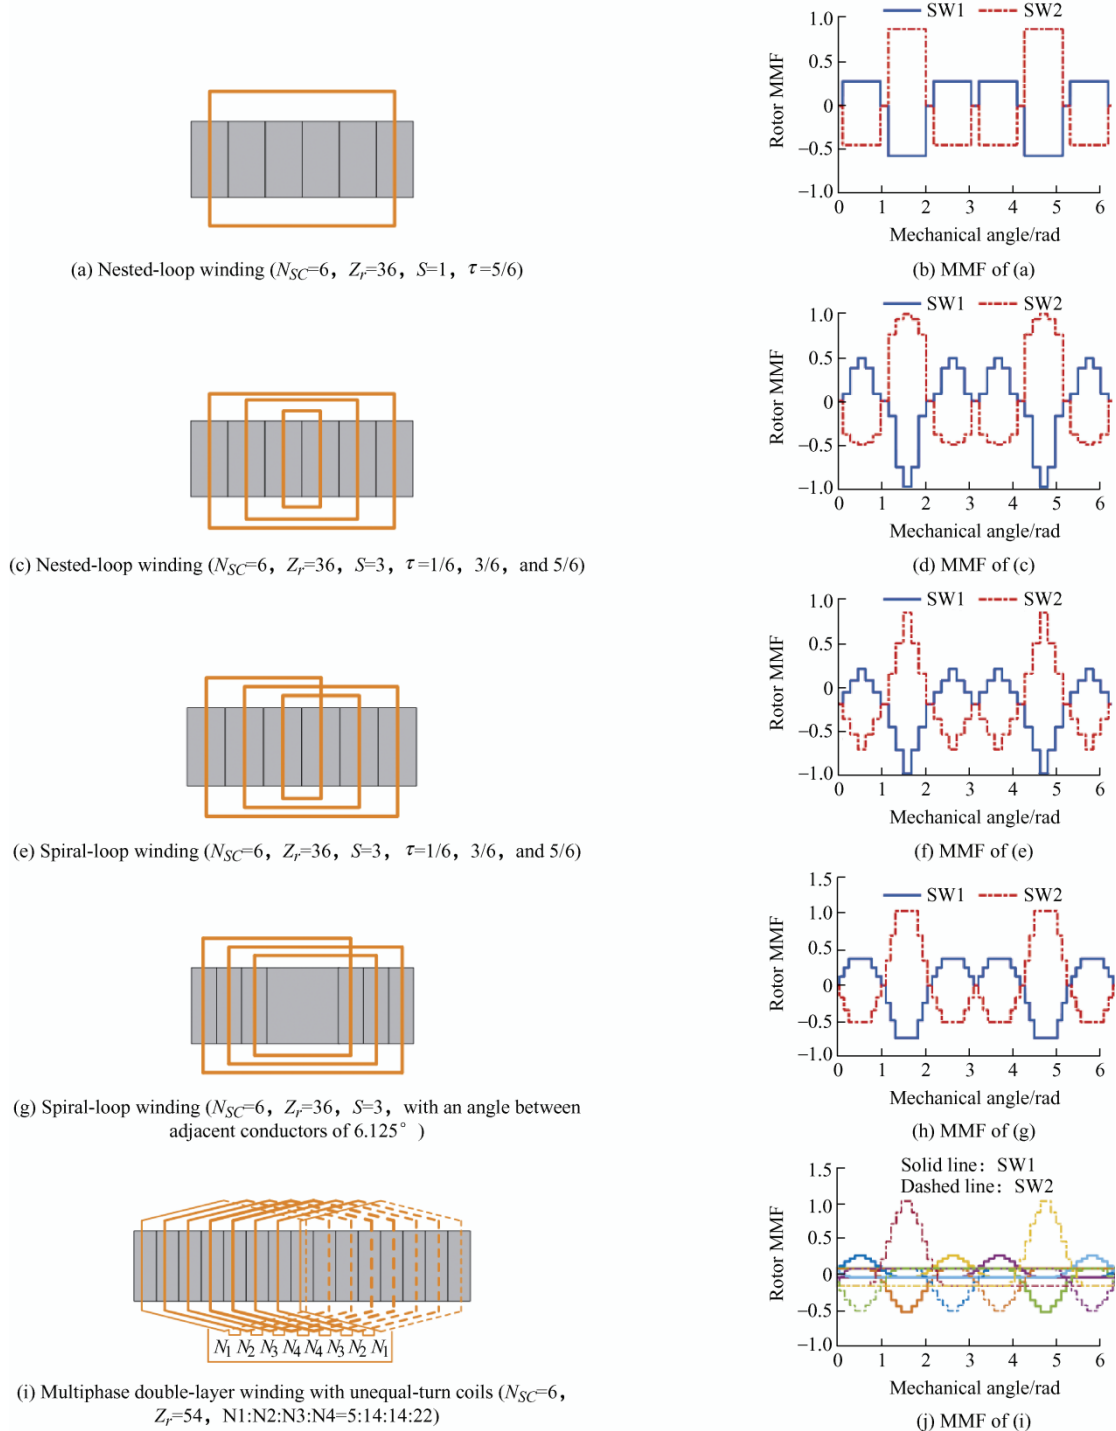 (a) Nested-loop winding (NSC=6, Zr=36, S=1, τ=5/6)
SW1 SW2
Rotor MMF
1.0
0.5
0
−0.5
−1.0
0 1 2 3 4 5 6
Mechanical angle/rad
(b) MMF of (a)
(c) Nested-loop winding (NSC=6, Zr=36, S=3, τ=1/6, 3/6, and 5/6)
SW1 SW2
Rotor MMF
1.0
0.5
0
−0.5
−1.0
0 1 2 3 4 5 6
Mechanical angle/rad
(d) MMF of (c)
(e) Spiral-loop winding (NSC=6, Zr=36, S=3, τ=1/6, 3/6, and 5/6)
SW1 SW2
Rotor MMF
1.0
0.5
0
−0.5
−1.0
0 1 2 3 4 5 6
Mechanical angle/rad
(f) MMF of (e)
(g) Spiral-loop winding (NSC=6, Zr=36, S=3, with an angle between
adjacent conductors of 6.125°)
SW1 SW2
Rotor MMF
1.5
1.0
0.5
0
−0.5
−1.0
0 1 2 3 4 5 6
Mechanical angle/rad
(h) MMF of (g)
N1 N2 N3 N4 N4 N3 N2 N1
(i) Multiphase double-layer winding with unequal-turn coils (NSC=6,
Zr=54, N1:N2:N3:N4=5:14:14:22)
Solid line: SW1
Dashed line: SW2
Rotor MMF
1.5
1.0
0.5
0
−0.5
−1.0
0 1 2 3 4 5 6
Mechanical angle/rad
(j) MMF of (i)